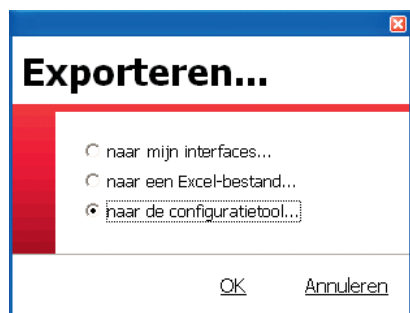 Exporteren...
naar mijn interfaces...
naar een Excel-bestand...
naar de configuratietool...
OK Annuleren